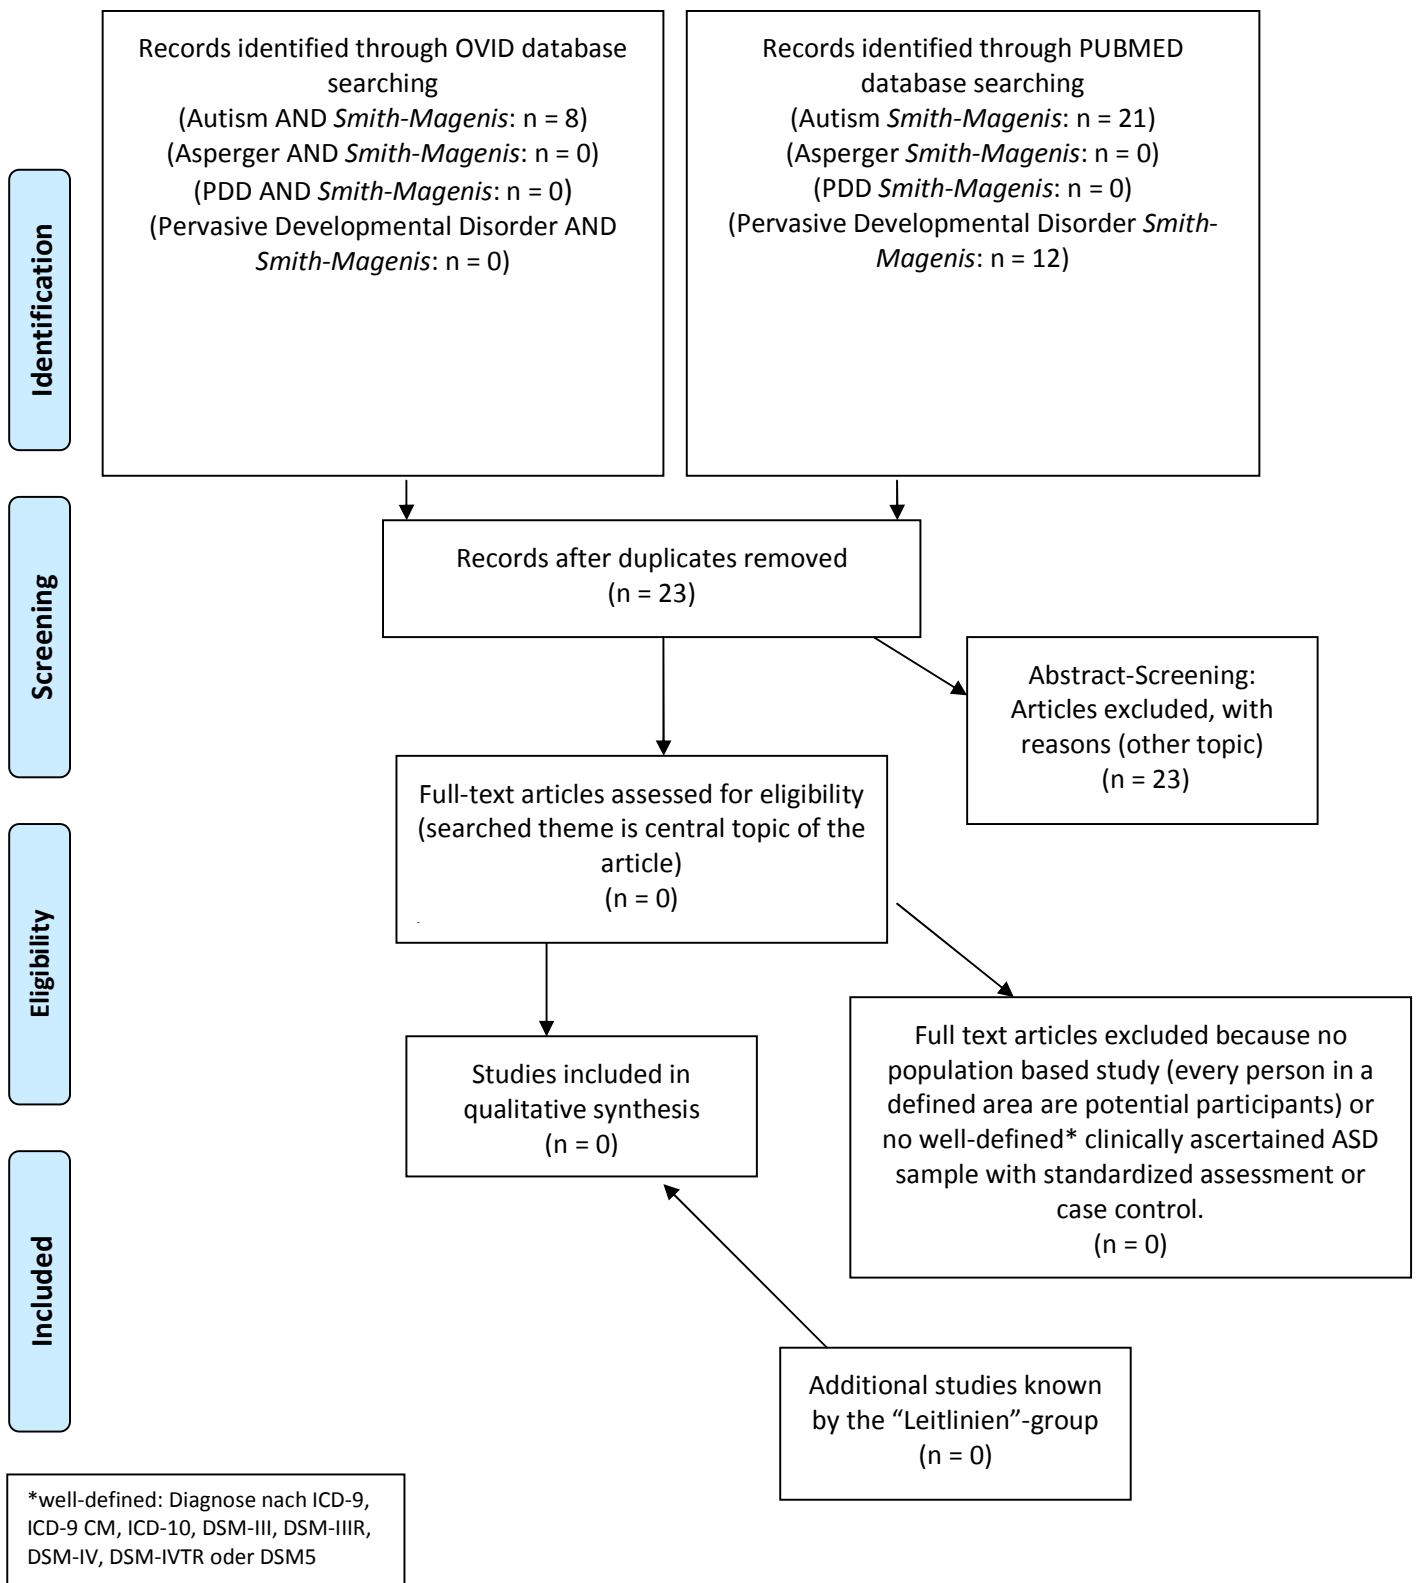 Records identified through OVID database
searching
(Autism AND Smith-Magenis: n = 8)
(Asperger AND Smith-Magenis: n = 0)
(PDD AND Smith-Magenis: n = 0)
(Pervasive Developmental Disorder AND
Smith-Magenis: n = 0)
Records identified through PUBMED
database searching
(Autism Smith-Magenis: n = 21)
(Asperger Smith-Magenis: n = 0)
(PDD Smith-Magenis: n = 0)
(Pervasive Developmental Disorder Smith-
Magenis: n = 12)
Identification
Records after duplicates removed
(n = 23)
Screening
Abstract-Screening:
Articles excluded, with
reasons (other topic)
(n = 23)
Full-text articles assessed for eligibility
(searched theme is central topic of the
article)
(n = 0)
Eligibility
Full text articles excluded because no
population based study (every person in a
defined area are potential participants) or
no well-defined* clinically ascertained ASD
sample with standardized assessment or
case control.
(n = 0)
Studies included in
qualitative synthesis
(n = 0)
Included
Additional studies known
by the “Leitlinien”-group
(n = 0)
*well-defined: Diagnose nach ICD-9,
ICD-9 CM, ICD-10, DSM-III, DSM-IIIR,
DSM-IV, DSM-IVTR oder DSM5